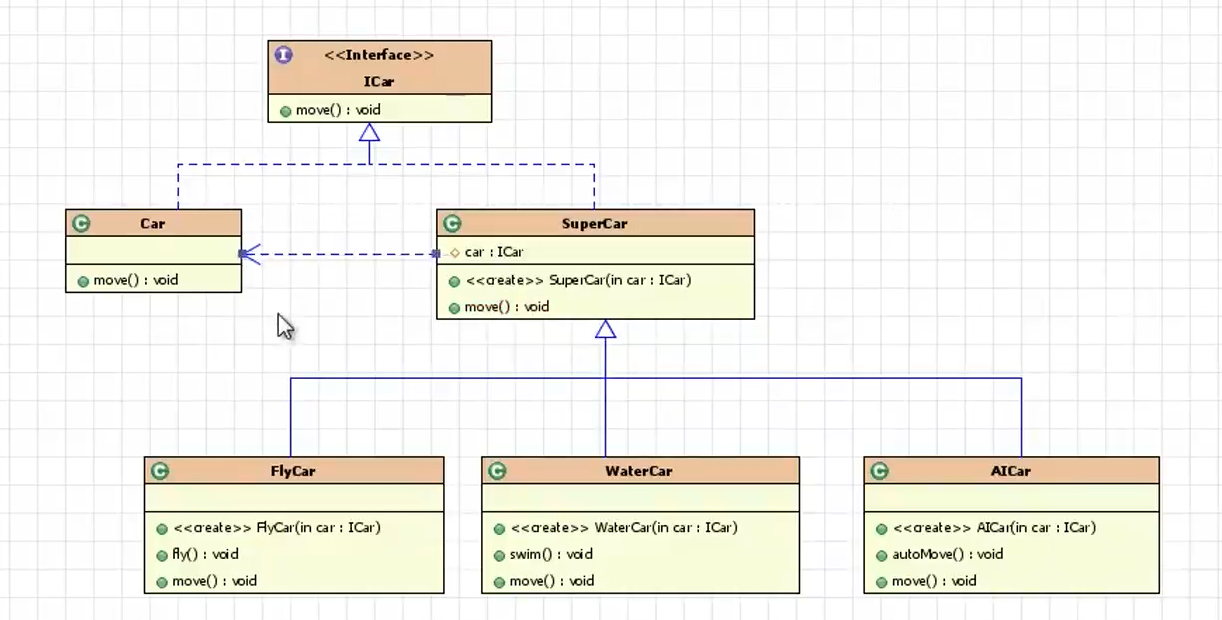 <<Interface>>
ICar
move() : void
Car
move() : void
SuperCar
car : ICar
<<create>> SuperCar(in car : ICar)
move() : void
FlyCar
<<create>> FlyCar(in car : ICar)
fly() : void
move() : void
WaterCar
<<create>> WaterCar(in car : ICar)
swim() : void
move() : void
AICar
<<create>> AICar(in car : ICar)
autoMove() : void
move() : void